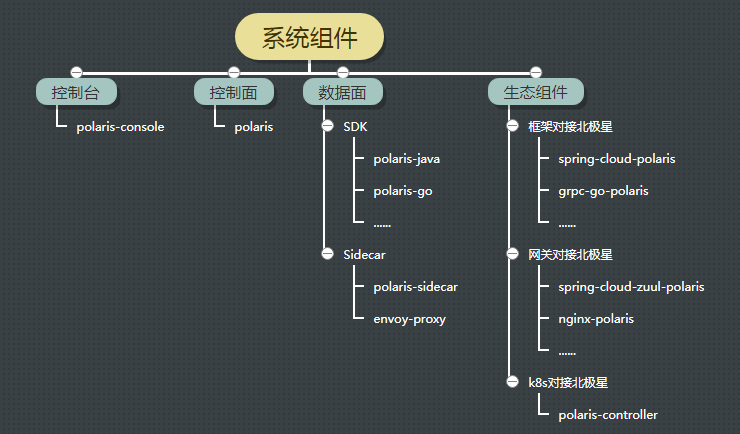 系统组件
控制台
polaris-console
控制面
polaris
数据面
SDK
polaris-java
polaris-go
......
Sidecar
polaris-sidecar
envoy-proxy
生态组件
框架对接北极星
spring-cloud-polaris
grpc-go-polaris
......
网关对接北极星
spring-cloud-zuul-polaris
nginx-polaris
......
k8s对接北极星
polaris-controller